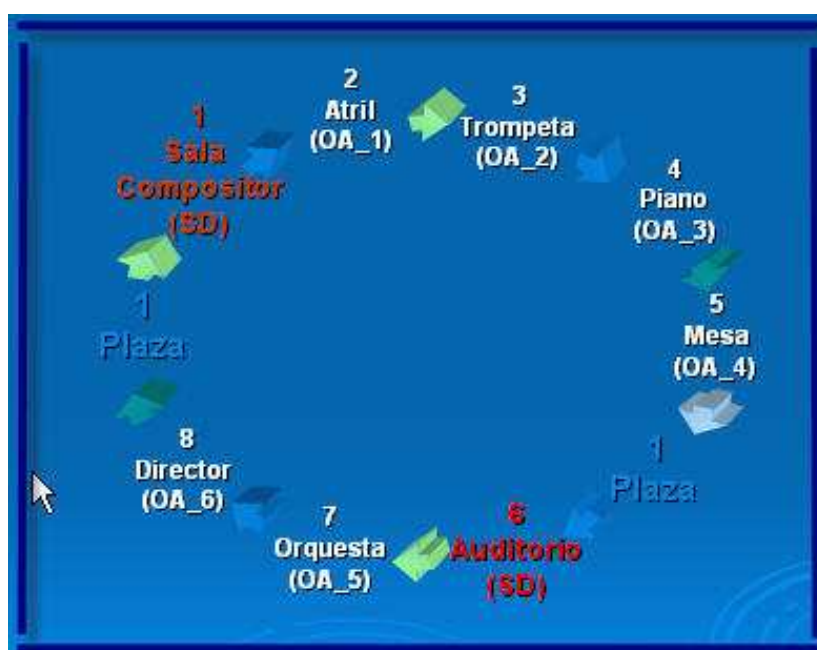 1
Sala
Compositor
(SD)
2
Atril
(OA_1)
3
Trompeta
(OA_2)
4
Piano
(OA_3)
5
Mesa
(OA_4)
1
Plaza
6
Auditorio
(SD)
7
Orquesta
(OA_5)
8
Director
(OA_6)
1
Plaza